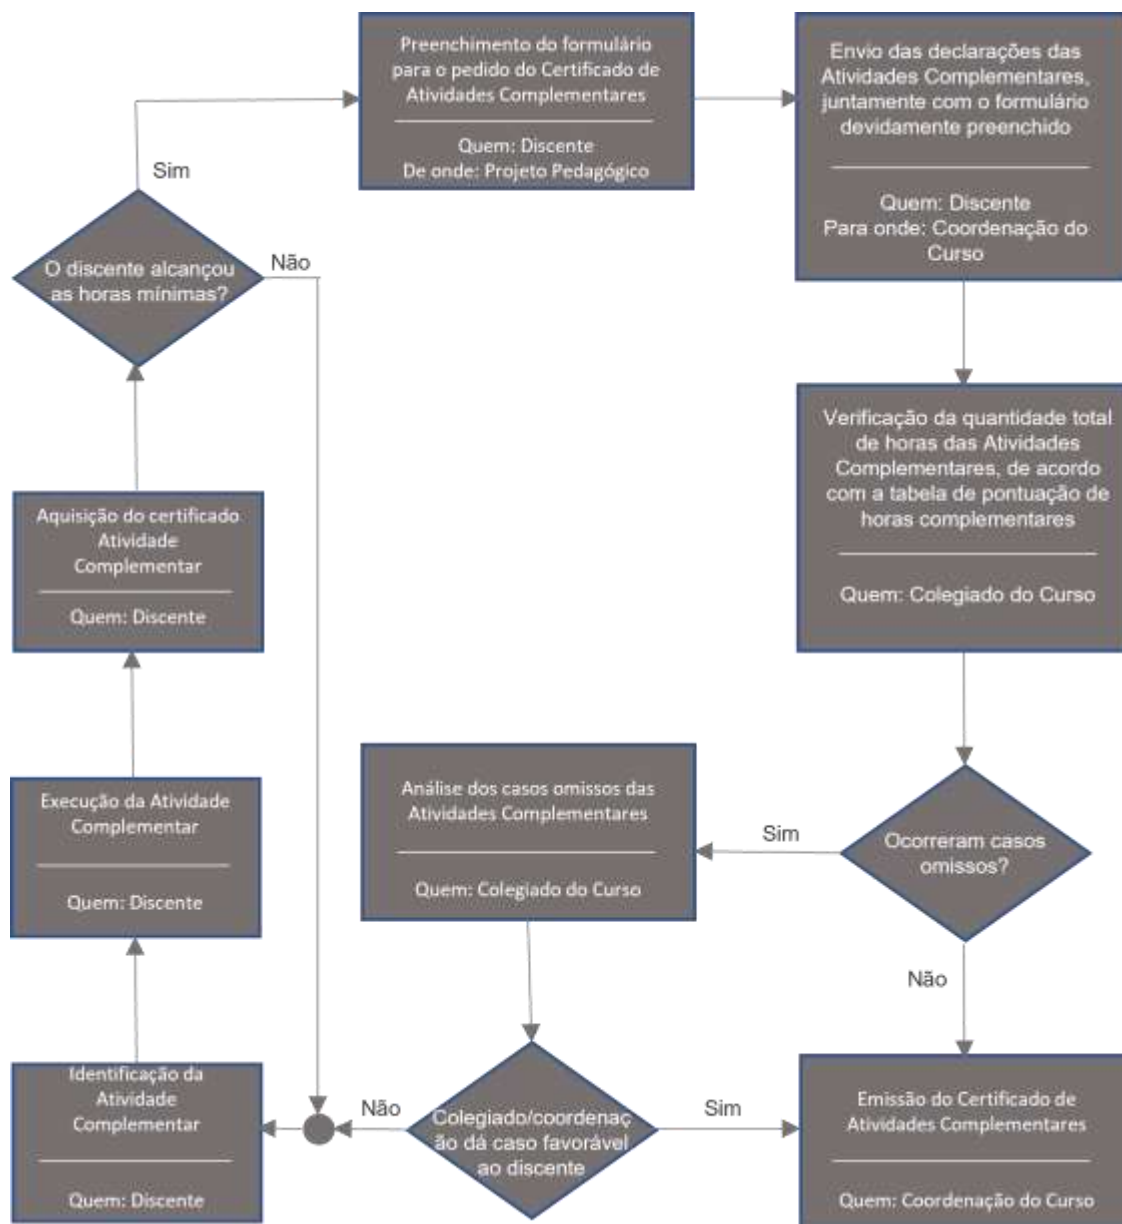 Preenchimento do formulário
para o pedido do Certificado de
Atividades Complementares
Quem: Discente
De onde: Projeto Pedagógico
Envio das declarações das
Atividades Complementares,
juntamente com o formulário
devidamente preenchido
Quem: Discente
Para onde: Coordenação do
Curso
Sim
O discente alcançou
as horas mínimas?
Não
Verificação da quantidade total
de horas das Atividades
Complementares, de acordo
com a tabela de pontuação de
horas complementares
Quem: Colegiado do Curso
Aquisição do certificado
Atividade
Complementar
Quem: Discente
Execução da Atividade
Complementar
Quem: Discente
Análise dos casos omissos das
Atividades Complementares
Quem: Colegiado do Curso
Sim
Ocorreram casos
omissos?
Não
Identificação da
Atividade
Complementar
Quem: Discente
Não
Colegiado/coordenaç
ão dá caso favorável
ao discente
Sim
Emissão do Certificado de
Atividades Complementares
Quem: Coordenação do Curso